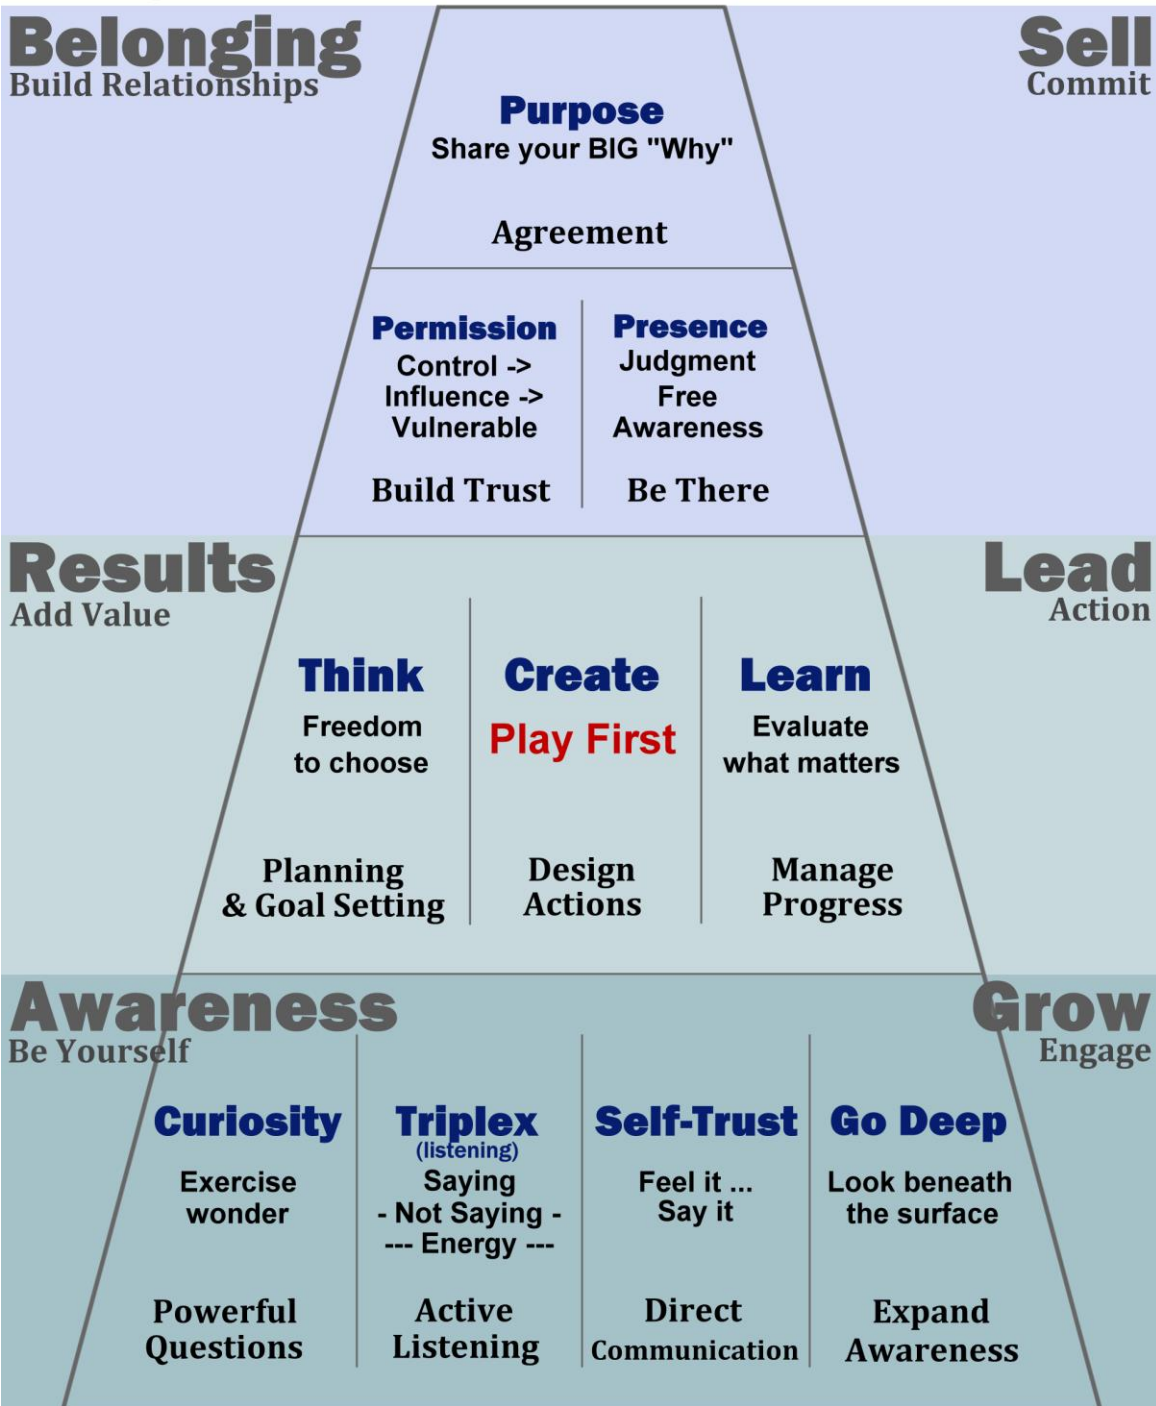 Belonging
Build Relationships
Sell
Commit
Purpose
Share your BIG "Why"
Agreement
Permission
Control ->
Influence ->
Vulnerable
Build Trust
Presence
Judgment
Free
Awareness
Be There
Results
Add Value
Lead
Action
Think
Freedom
to choose
Planning
& Goal Setting
Create
Play First
Design
Actions
Learn
Evaluate
what matters
Manage
Progress
Awareness
Be Yourself
Grow
Engage
Curiosity
Exercise
wonder
Powerful
Questions
Triplex
(listening)
Saying
- Not Saying -
--- Energy ---
Active
Listening
Self-Trust
Feel it ...
Say it
Direct
Communication
Go Deep
Look beneath
the surface
Expand
Awareness